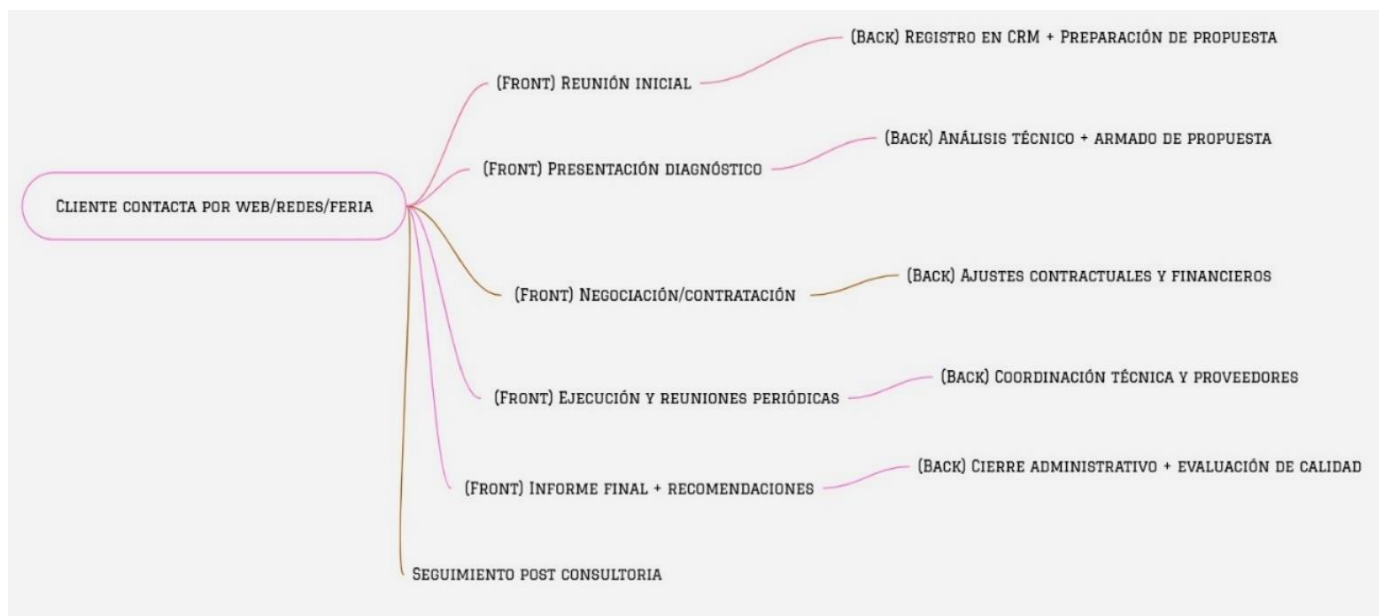 Cliente contacta por web/redes/feria
(Front) Reunión inicial
(Back) Registro en CRM + Preparación de propuesta
(Front) Presentación diagnóstico
(Back) Análisis técnico + armado de propuesta
(Front) Negociación/contratación
(Back) Ajustes contractuales y financieros
(Front) Ejecución y reuniones periódicas
(Back) Coordinación técnica y proveedores
(Front) Informe final + recomendaciones
(Back) Cierre administrativo + evaluación de calidad
Seguimiento post consultoria